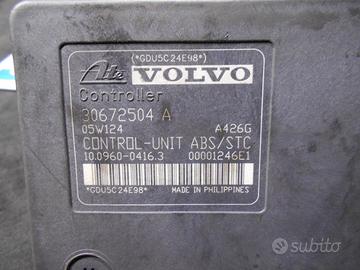 (*GDU5C24E98*)
Ate VOLVO
Controller
30672504 A
05W124 A426G
CONTROL-UNIT ABS/STC
10.0960-0416.3 00001246E1
*GDU5C24E98* MADE IN PHILIPPINES
subito